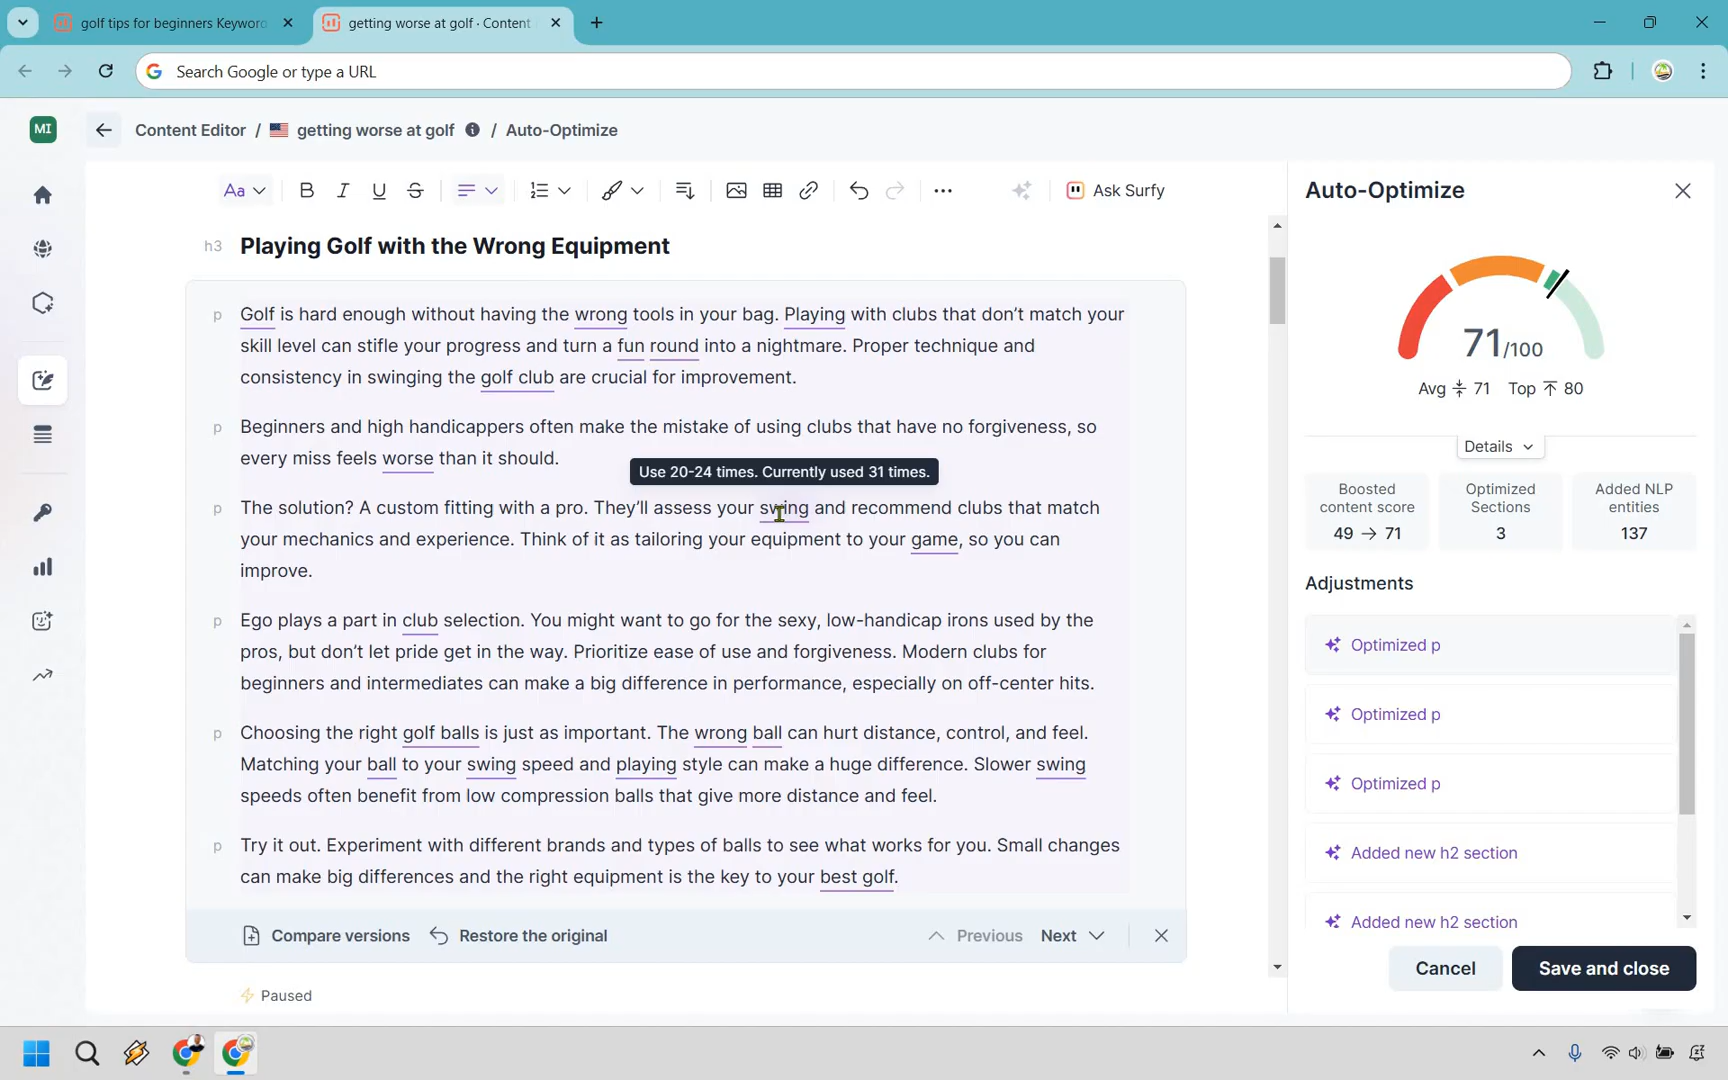 golf tips for beginners Keywor
getting worse at golf · Content
Search Google or type a URL
MI
Content Editor / getting worse at golf / Auto-Optimize
Aa
B I U S
Ask Surfy
h3 Playing Golf with the Wrong Equipment
p Golf is hard enough without having the wrong tools in your bag. Playing with clubs that don’t match your
skill level can stifle your progress and turn a fun round into a nightmare. Proper technique and
consistency in swinging the golf club are crucial for improvement.
p Beginners and high handicappers often make the mistake of using clubs that have no forgiveness, so
every miss feels worse than it should.
Use 20-24 times. Currently used 31 times.
p The solution? A custom fitting with a pro. They’ll assess your swing and recommend clubs that match
your mechanics and experience. Think of it as tailoring your equipment to your game, so you can
improve.
p Ego plays a part in club selection. You might want to go for the sexy, low-handicap irons used by the
pros, but don’t let pride get in the way. Prioritize ease of use and forgiveness. Modern clubs for
beginners and intermediates can make a big difference in performance, especially on off-center hits.
p Choosing the right golf balls is just as important. The wrong ball can hurt distance, control, and feel.
Matching your ball to your swing speed and playing style can make a huge difference. Slower swing
speeds often benefit from low compression balls that give more distance and feel.
p Try it out. Experiment with different brands and types of balls to see what works for you. Small changes
can make big differences and the right equipment is the key to your best golf.
Compare versions Restore the original Previous Next
Paused
Auto-Optimize
71/100
Avg 71 Top 80
Details
Boosted
content score
49 → 71
Optimized
Sections
3
Added NLP
entities
137
Adjustments
Optimized p
Optimized p
Optimized p
Added new h2 section
Added new h2 section
Cancel Save and close